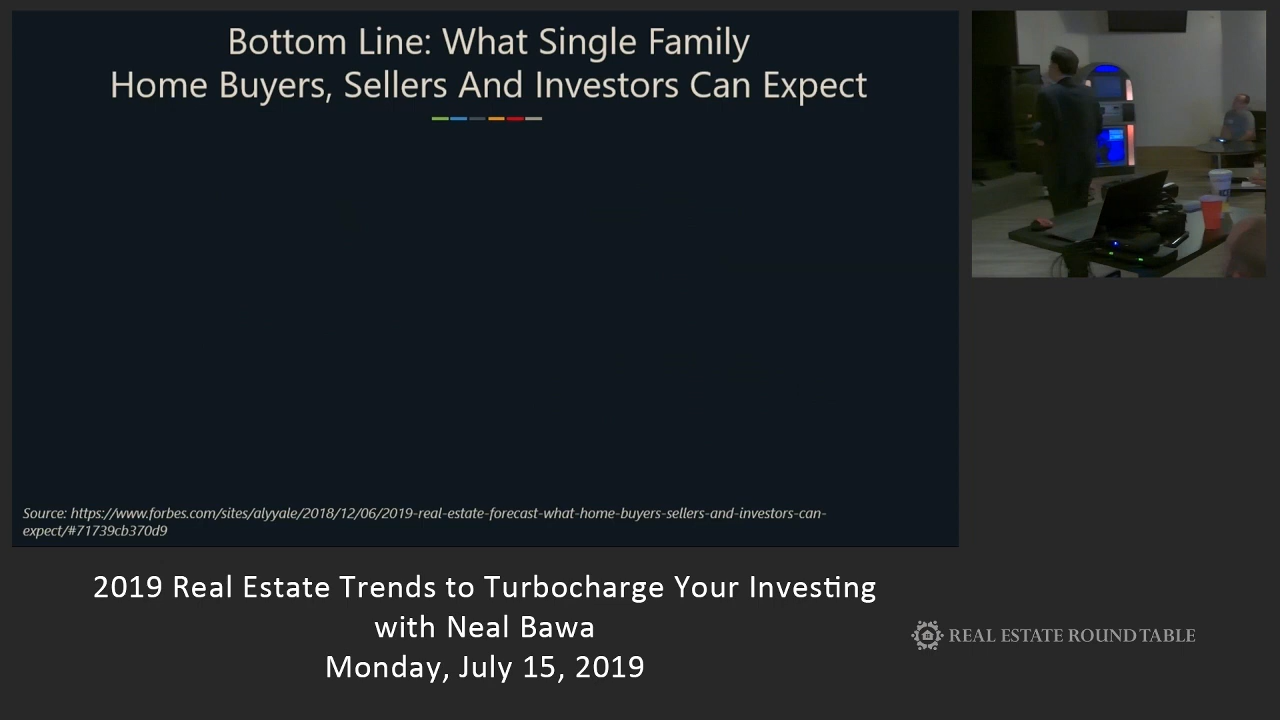 Bottom Line: What Single Family
Home Buyers, Sellers And Investors Can Expect
Source: https://www.forbes.com/sites/alyyale/2018/12/06/2019-real-estate-forecast-what-home-buyers-sellers-and-investors-can-
expect/#71739cb370d9
2019 Real Estate Trends to Turbocharge Your Investing
with Neal Bawa
Monday, July 15, 2019
REAL ESTATE ROUND TABLE